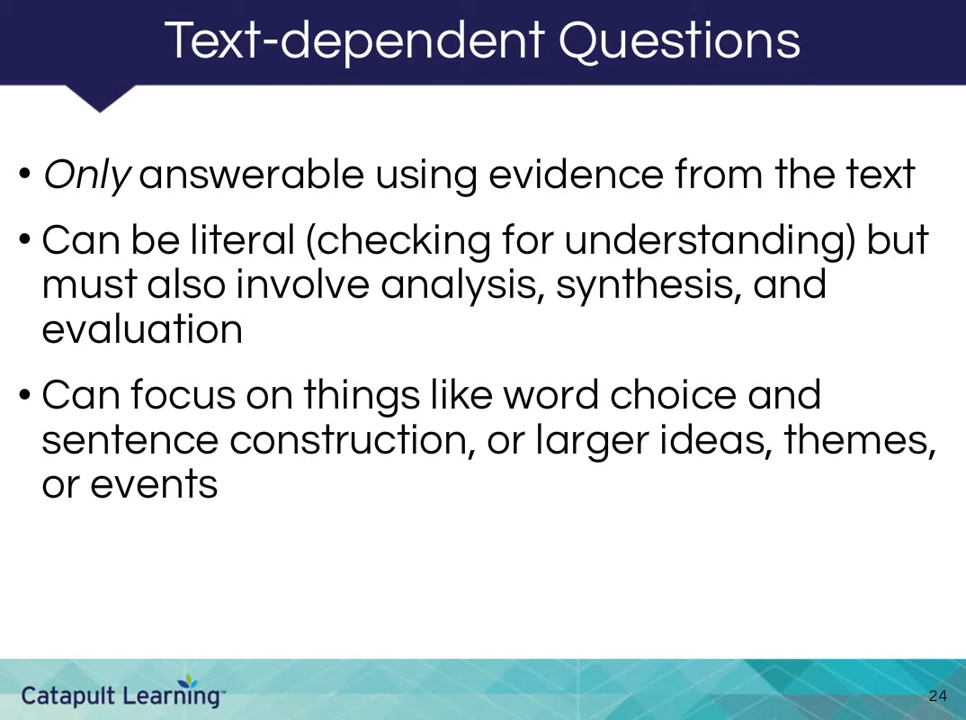 Text-dependent Questions
• Only answerable using evidence from the text
• Can be literal (checking for understanding) but
must also involve analysis, synthesis, and
evaluation
• Can focus on things like word choice and
sentence construction, or larger ideas, themes,
or events
Catapult Learning™
24